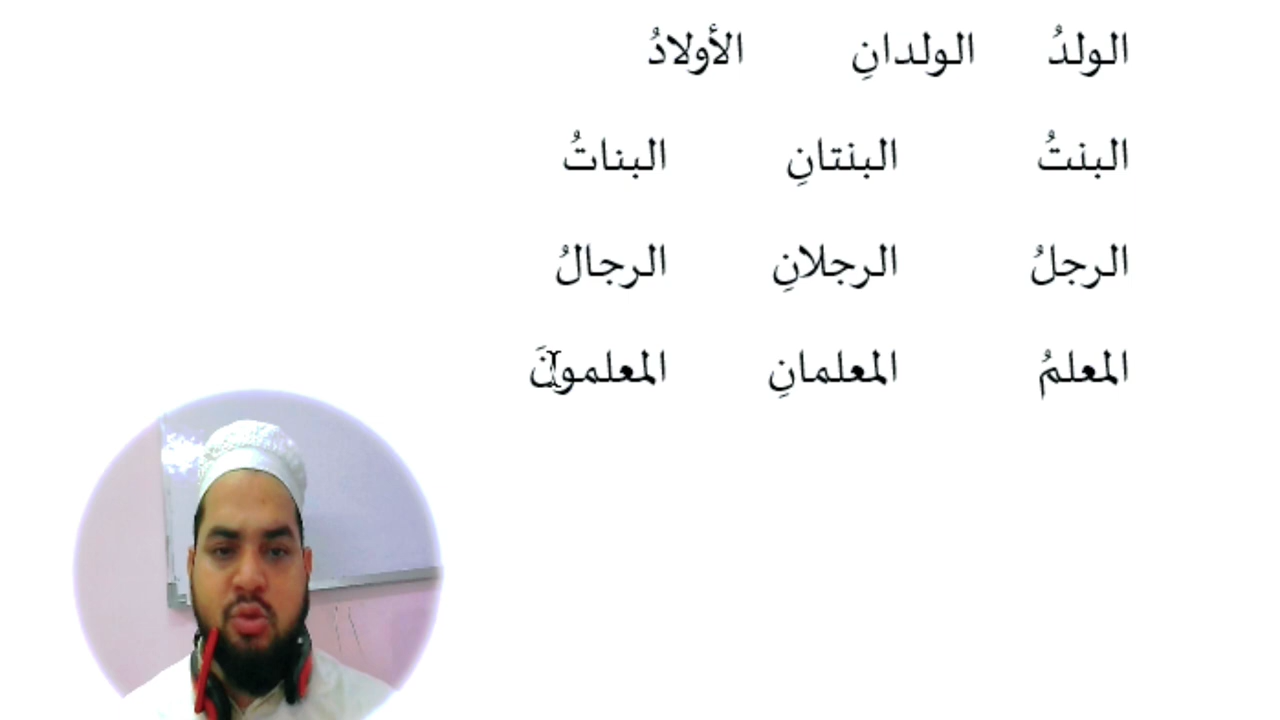 الولدُ الولدانِ الأولادُ
البنتُ البنتانِ البناتُ
الرجلُ الرجلانِ الرجالُ
المعلمُ المعلمانِ المعلمونَ